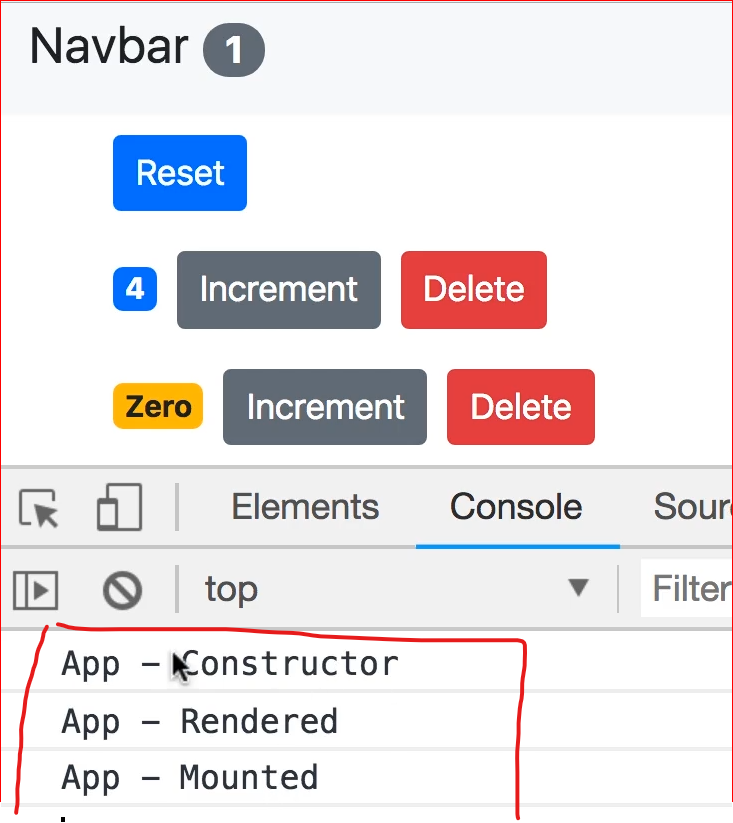 Navbar 1
Reset
4 Increment Delete
Zero Increment Delete
Elements Console Sour
top Filter
App – Constructor
App – Rendered
App – Mounted